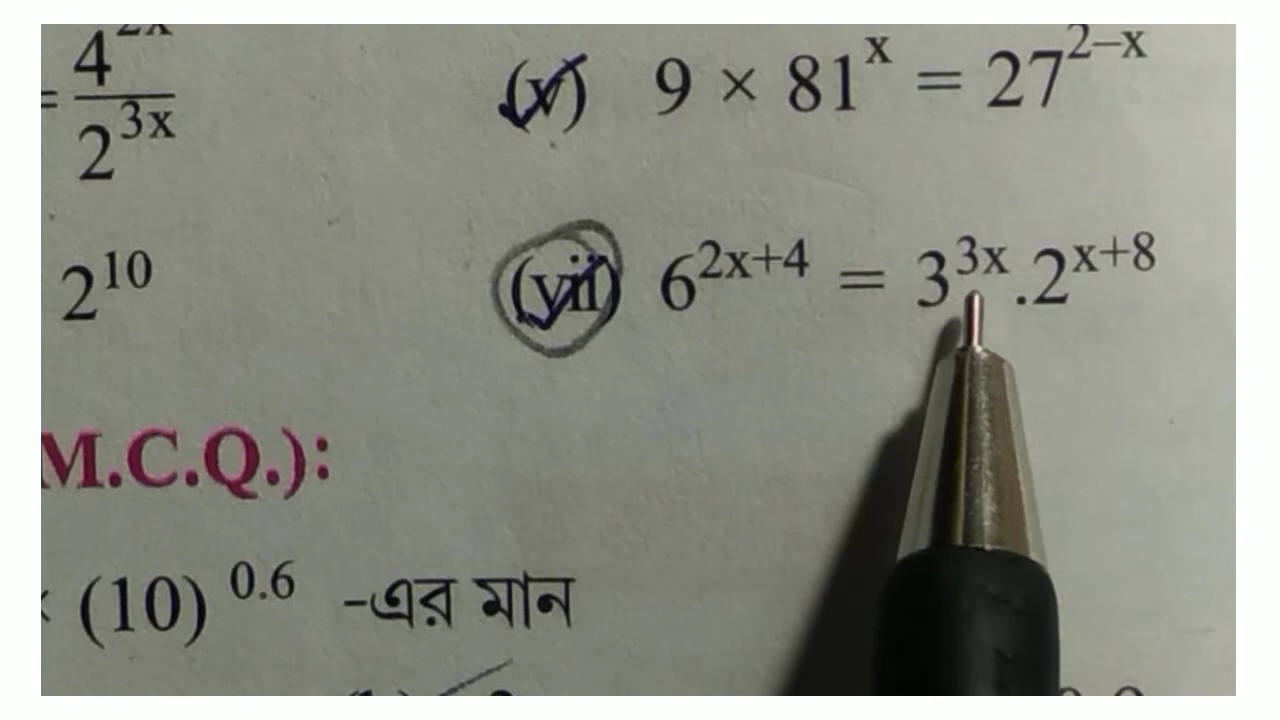 = 4^2x / 2^3x (v) 9 × 81^x = 27^2–x
2^10 (vii) 6^2x+4 = 3^3x .2^x+8
M.C.Q.):
(10)^0.6 -এর মান